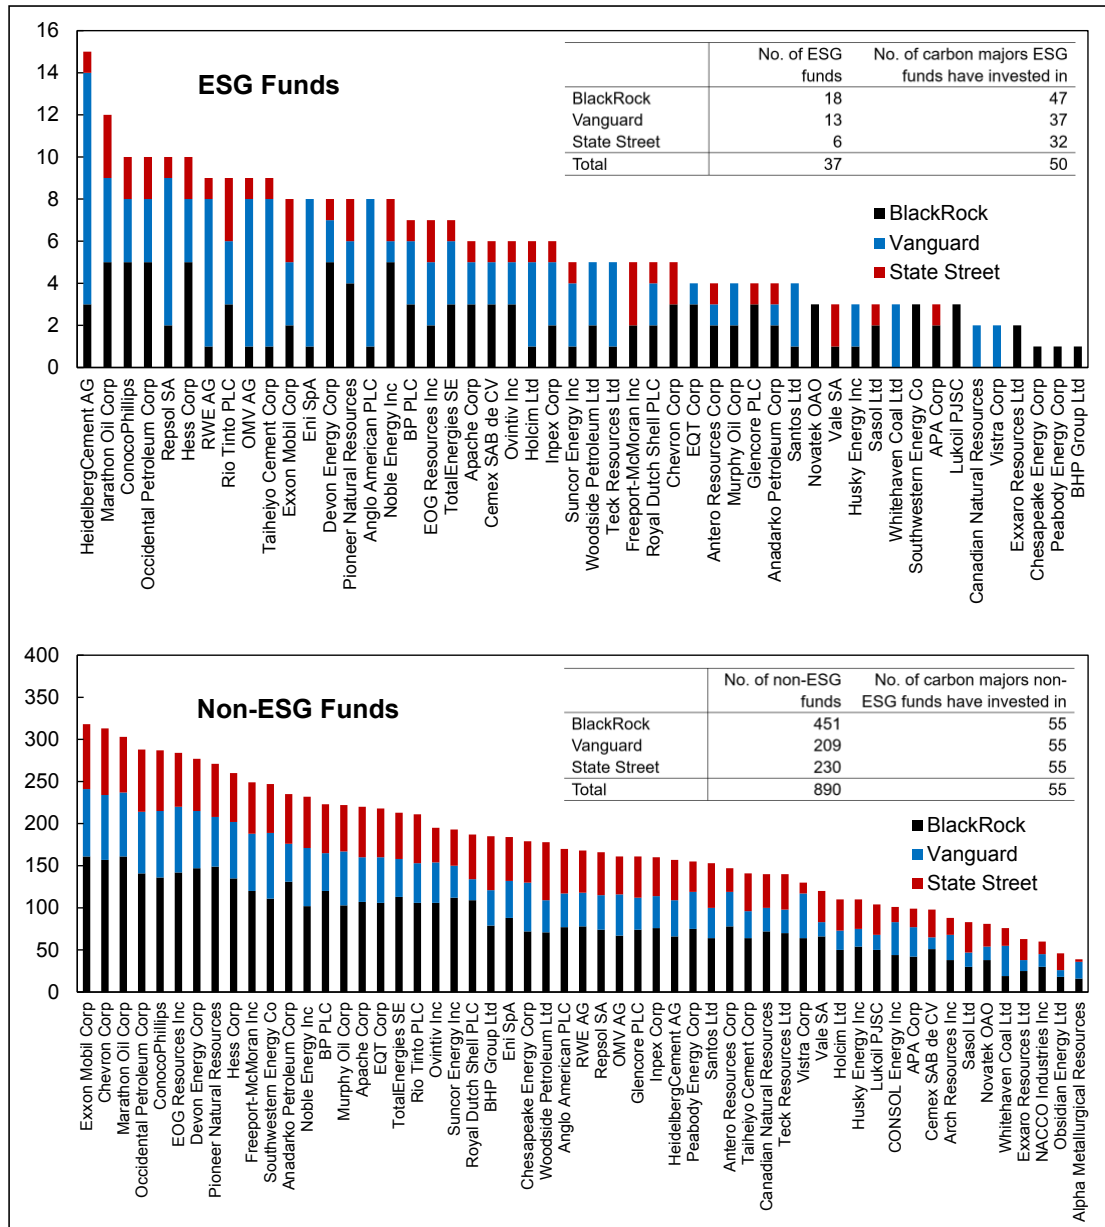 16
14
12
10
8
6
4
2
0
ESG Funds
No. of ESG funds
No. of carbon majors ESG funds have invested in
BlackRock 18 47
Vanguard 13 37
State Street 6 32
Total 37 50
BlackRock
Vanguard
State Street
HeidelbergCement AG
Marathon Oil Corp
ConocoPhillips
Occidental Petroleum Corp
Repsol SA
Hess Corp
RWE AG
Rio Tinto PLC
OMV AG
Taiheiyo Cement Corp
Exxon Mobil Corp
Eni SpA
Devon Energy Corp
Pioneer Natural Resources
Anglo American PLC
Noble Energy Inc
BP PLC
EOG Resources Inc
TotalEnergies SE
Apache Corp
Cemex SAB de CV
Ovintiv Inc
Holcim Ltd
Inpex Corp
Suncor Energy Inc
Woodside Petroleum Ltd
Teck Resources Ltd
Freeport-McMoran Inc
Royal Dutch Shell PLC
Chevron Corp
EQT Corp
Antero Resources Corp
Murphy Oil Corp
Glencore PLC
Anadarko Petroleum Corp
Santos Ltd
Novatek OAO
Vale SA
Husky Energy Inc
Sasol Ltd
Whitehaven Coal Ltd
Southwestern Energy Co
APA Corp
Lukoil PJSC
Canadian Natural Resources
Vistra Corp
Exxaro Resources Ltd
Chesapeake Energy Corp
Peabody Energy Corp
BHP Group Ltd
400
350
300
250
200
150
100
50
0
Non-ESG Funds
No. of non-ESG funds
No. of carbon majors non-ESG funds have invested in
BlackRock 451 55
Vanguard 209 55
State Street 230 55
Total 890 55
BlackRock
Vanguard
State Street
Exxon Mobil Corp
Chevron Corp
Marathon Oil Corp
Occidental Petroleum Corp
ConocoPhillips
EOG Resources Inc
Devon Energy Corp
Pioneer Natural Resources
Hess Corp
Freeport-McMoran Inc
Southwestern Energy Co
Anadarko Petroleum Corp
Noble Energy Inc
BP PLC
Murphy Oil Corp
Apache Corp
EQT Corp
TotalEnergies SE
Rio Tinto PLC
Ovintiv Inc
Suncor Energy Inc
Royal Dutch Shell PLC
BHP Group Ltd
Eni SpA
Chesapeake Energy Corp
Woodside Petroleum Ltd
Anglo American PLC
RWE AG
Repsol SA
OMV AG
Glencore PLC
Inpex Corp
HeidelbergCement AG
Peabody Energy Corp
Santos Ltd
Antero Resources Corp
Taiheiyo Cement Corp
Canadian Natural Resources
Teck Resources Ltd
Vistra Corp
Vale SA
Holcim Ltd
Husky Energy Inc
Lukoil PJSC
CONSOL Energy Inc
APA Corp
Cemex SAB de CV
Arch Resources Inc
Sasol Ltd
Novatek OAO
Whitehaven Coal Ltd
Exxaro Resources Ltd
NACCO Industries Inc
Obsidian Energy Ltd
Alpha Metallurgical Resources